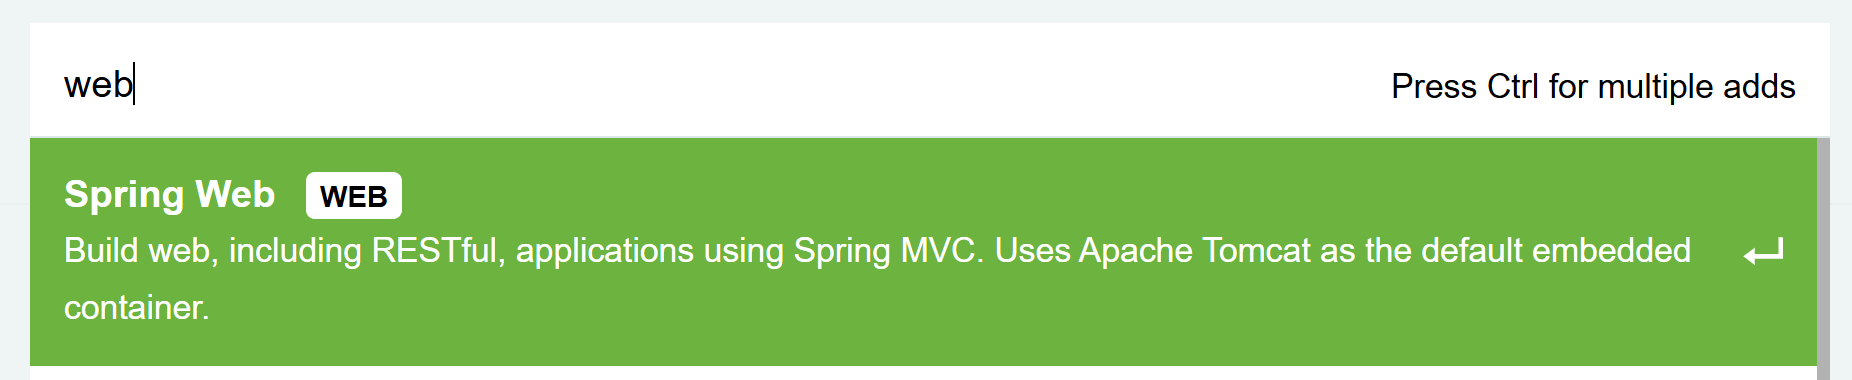 web
Press Ctrl for multiple adds
Spring Web WEB
Build web, including RESTful, applications using Spring MVC. Uses Apache Tomcat as the default embedded
container.